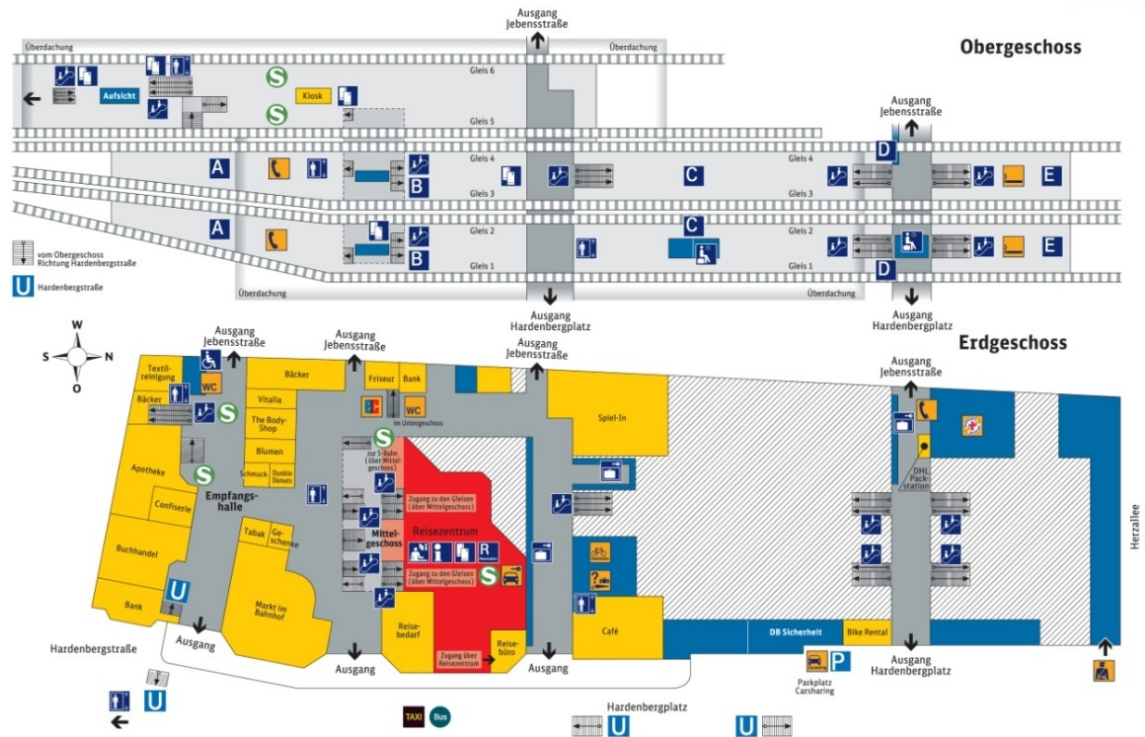 Ausgang
Jebensstraße
Überdachung
Überdachung
Obergeschoss
Gleis 6
Aufsicht
S
Kiosk
S
Gleis 5
Ausgang
Jebensstraße
A
Gleis 4
C
Gleis 4
D
B
Gleis 3
Gleis 3
E
A
Gleis 2
C
Gleis 2
B
Gleis 1
Gleis 1
D
E
vom Obergeschoss
Richtung Hardenbergstraße
U Hardenbergstraße
Überdachung
Überdachung
Ausgang
Hardenbergplatz
Ausgang
Hardenbergplatz
Erdgeschoss
W
S
N
O
Ausgang
Jebensstraße
Ausgang
Jebensstraße
Ausgang
Jebensstraße
Ausgang
Jebensstraße
Textil-
reinigung
WC
Bäcker
Friseur
Bank
Bäcker
S
Vitalia
WC
im Untergeschoss
Spiel-In
The Body-
Shop
Blumen
S
zur S-Bahn
(über Mittel-
geschoss)
Apotheke
S
Schmuck
Dunkin
Donuts
DHL
Pack-
station
Confiserie
Empfangs-
halle
Zugang zu den Gleisen
(über Mittelgeschoss)
Tabak
Ge-
schenke
Mittel-
geschoss
Reisezentrum
R
Buchhandel
Zugang zu den Gleisen
(über Mittelgeschoss)
S
Herzallee
U
Bank
Markt im
Bahnhof
Reise-
bedarf
Reise-
büro
Café
DB Sicherheit
Bike Rental
Zugang über
Reisezentrum
Hardenbergstraße
Ausgang
Ausgang
Ausgang
Ausgang
Hardenbergplatz
P
Parkplatz
Carsharing
U
TAXI
Bus
Hardenbergplatz
U
U